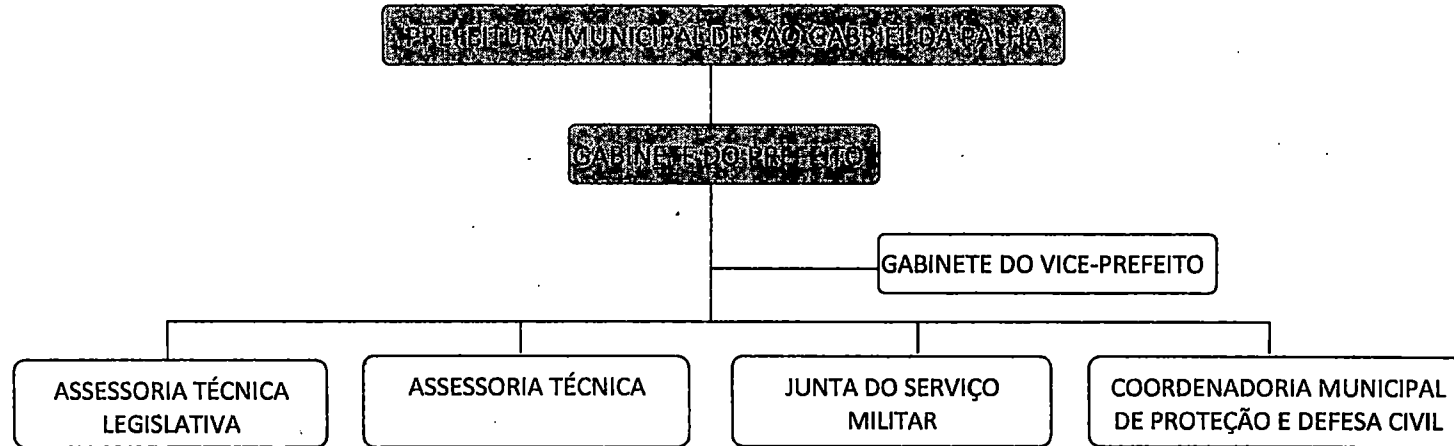 PREFEITURA MUNICIPAL DE SÃO GABRIEL DA PALHA
GABINETE DO PREFEITO
GABINETE DO VICE-PREFEITO
ASSESSORIA TÉCNICA
LEGISLATIVA
ASSESSORIA TÉCNICA
JUNTA DO SERVIÇO
MILITAR
COORDENADORIA MUNICIPAL
DE PROTEÇÃO E DEFESA CIVIL